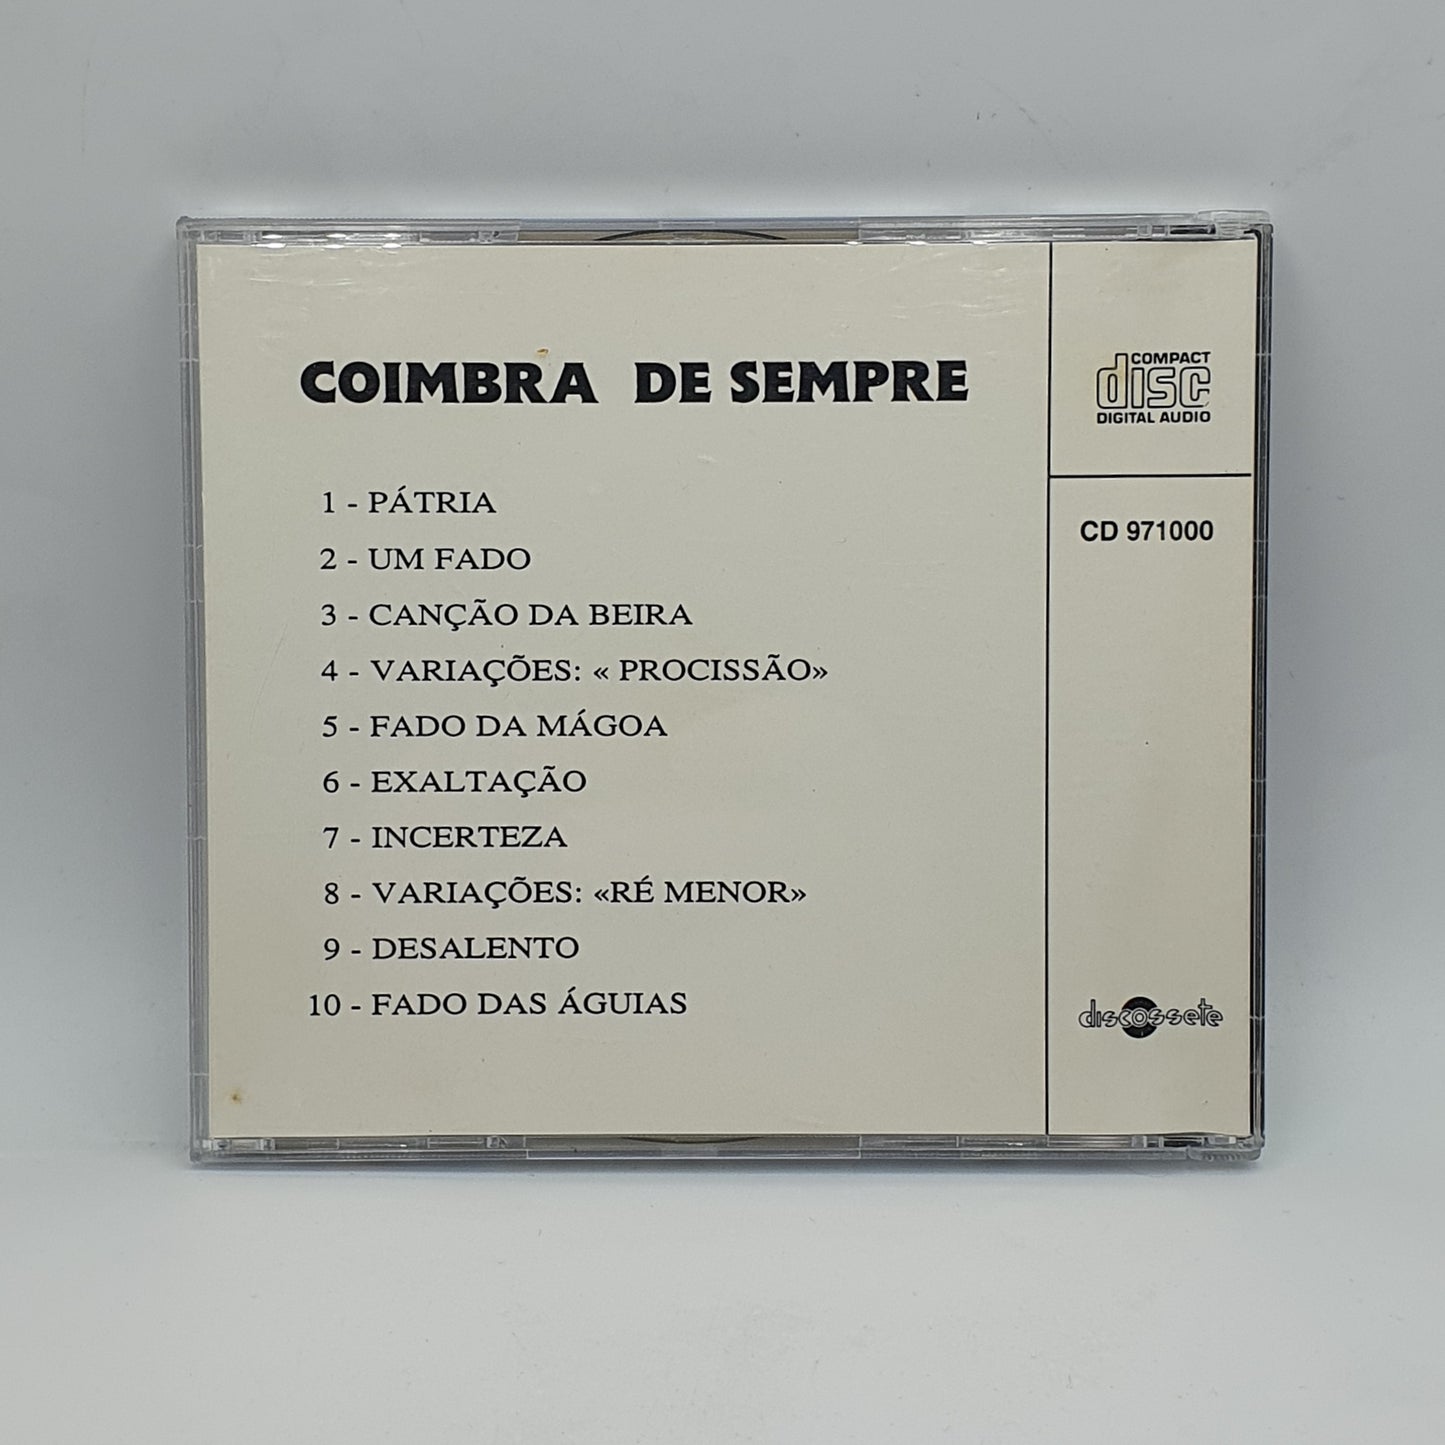 COIMBRA DE SEMPRE
1 - PÁTRIA
2 - UM FADO
3 - CANÇÃO DA BEIRA
4 - VARIAÇÕES: « PROCISSÃO»
5 - FADO DA MÁGOA
6 - EXALTAÇÃO
7 - INCERTEZA
8 - VARIAÇÕES: «RÉ MENOR»
9 - DESALENTO
10 - FADO DAS ÁGUIAS
COMPACT
disc
DIGITAL AUDIO
CD 971000
discossete